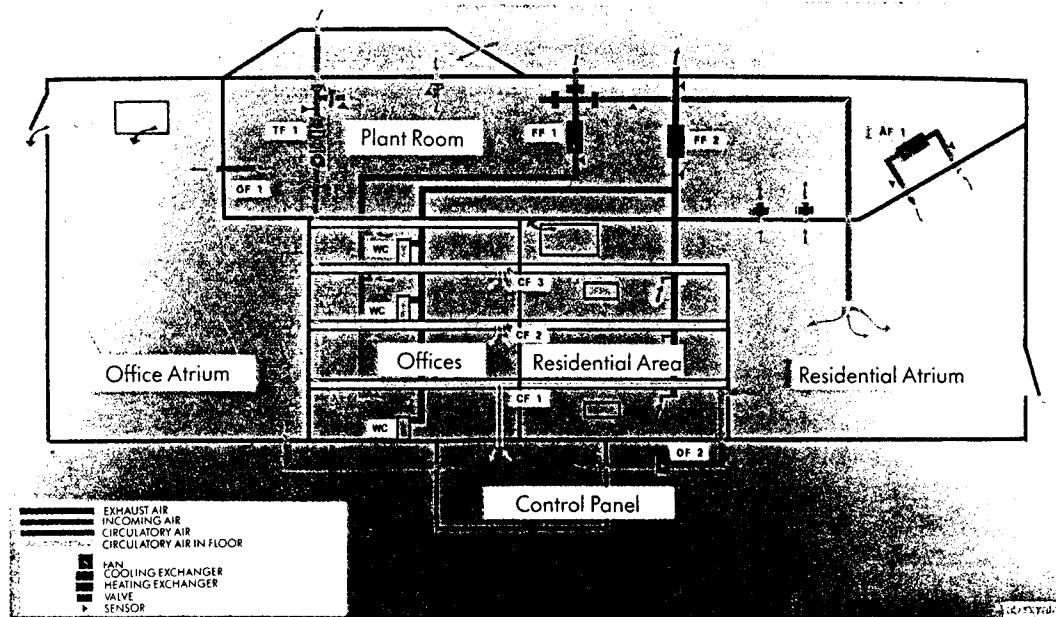 TF 1
Plant Room
FF 1
FF 2
AF 1
OF 1
WC
CF 3
WC
CF 2
Office Atrium
Offices
Residential Area
Residential Atrium
CF 1
WC
OF 2
Control Panel
EXHAUST AIR
INCOMING AIR
CIRCULATORY AIR
CIRCULATORY AIR IN FLOOR
FAN
COOLING EXCHANGER
HEATING EXCHANGER
VALVE
SENSOR